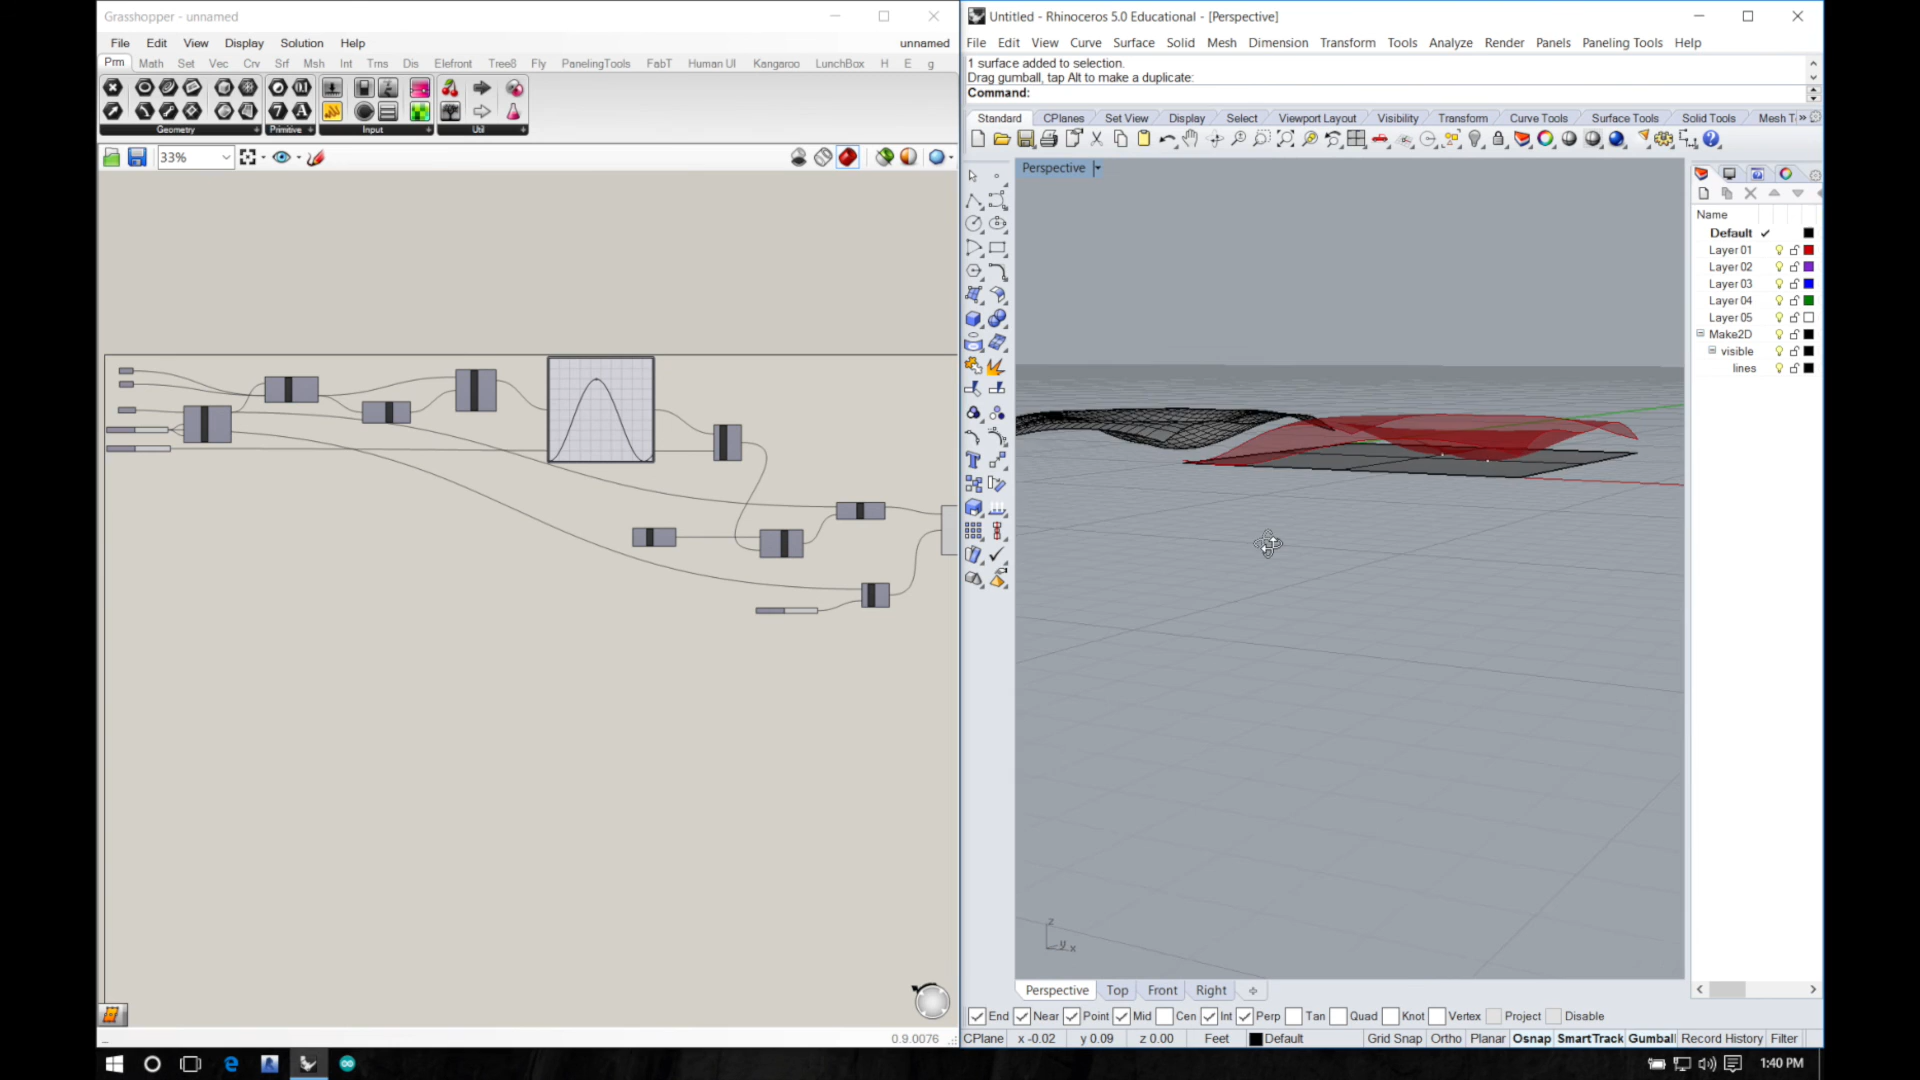 Grasshopper - unnamed
File Edit View Display Solution Help unnamed
Prm Math Set Vec Crv Srf Msh Int Trns Dis Elefront Tree8 Fly PanelingTools FabT Human UI Kangaroo LunchBox H E g
Geometry + Primitive + Input + Util +
33%
0.9.0076
Untitled - Rhinoceros 5.0 Educational - [Perspective]
File Edit View Curve Surface Solid Mesh Dimension Transform Tools Analyze Render Panels Paneling Tools Help
1 surface added to selection.
Drag gumball, tap Alt to make a duplicate:
Command:
Standard CPlanes Set View Display Select Viewport Layout Visibility Transform Curve Tools Surface Tools Solid Tools Mesh T
Perspective
Name
Default
Layer 01
Layer 02
Layer 03
Layer 04
Layer 05
Make2D
visible
lines
z
y x
Perspective Top Front Right
End Near Point Mid Cen Int Perp Tan Quad Knot Vertex Project Disable
CPlane x -0.02 y 0.09 z 0.00 Feet Default Grid Snap Ortho Planar Osnap SmartTrack Gumbal Record History Filter
1:40 PM